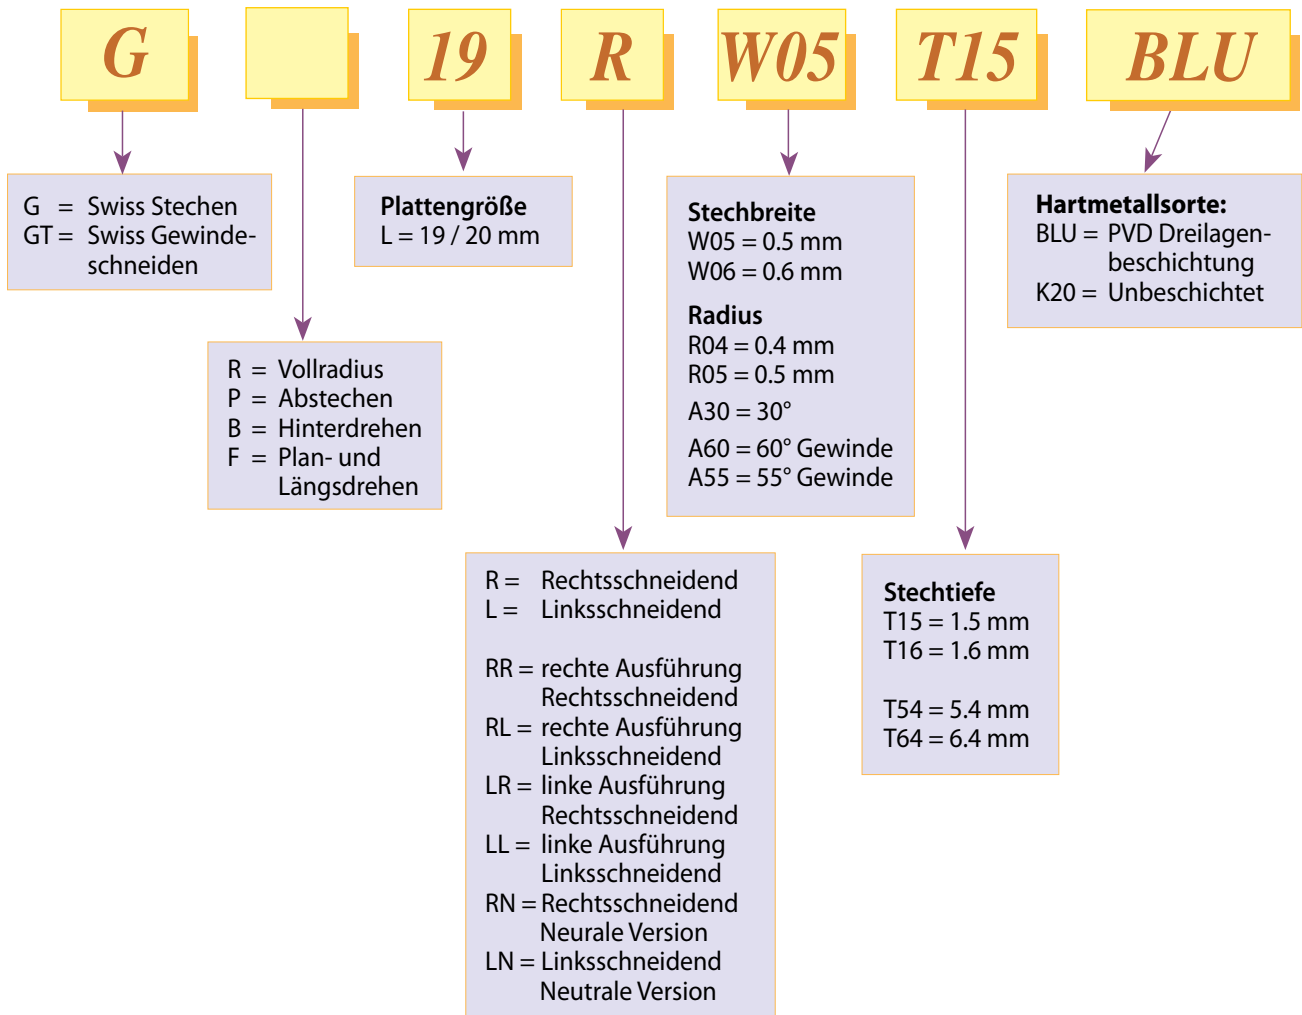 G 19 R W05 T15 BLU
G = Swiss Stechen
GT = Swiss Gewinde-
schneiden
R = Vollradius
P = Abstechen
B = Hinterdrehen
F = Plan- und
Längsdrehen
Plattengröße
L = 19 / 20 mm
R = Rechtsschneidend
L = Linksschneidend
RR = rechte Ausführung
Rechtsschneidend
RL = rechte Ausführung
Linksschneidend
LR = linke Ausführung
Rechtsschneidend
LL = linke Ausführung
Linksschneidend
RN = Rechtsschneidend
Neurale Version
LN = Linksschneidend
Neutrale Version
Stechbreite
W05 = 0.5 mm
W06 = 0.6 mm
Radius
R04 = 0.4 mm
R05 = 0.5 mm
A30 = 30°
A60 = 60° Gewinde
A55 = 55° Gewinde
Stechtiefe
T15 = 1.5 mm
T16 = 1.6 mm
T54 = 5.4 mm
T64 = 6.4 mm
Hartmetallsorte:
BLU = PVD Dreilagen-
beschichtung
K20 = Unbeschichtet